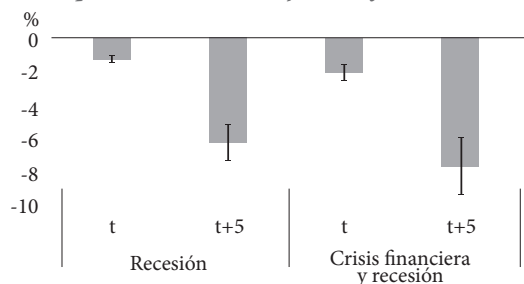 %
0
-2
-4
-6
-8
-10
t
t+5
t
t+5
Recesión
Crisis financiera
y recesión